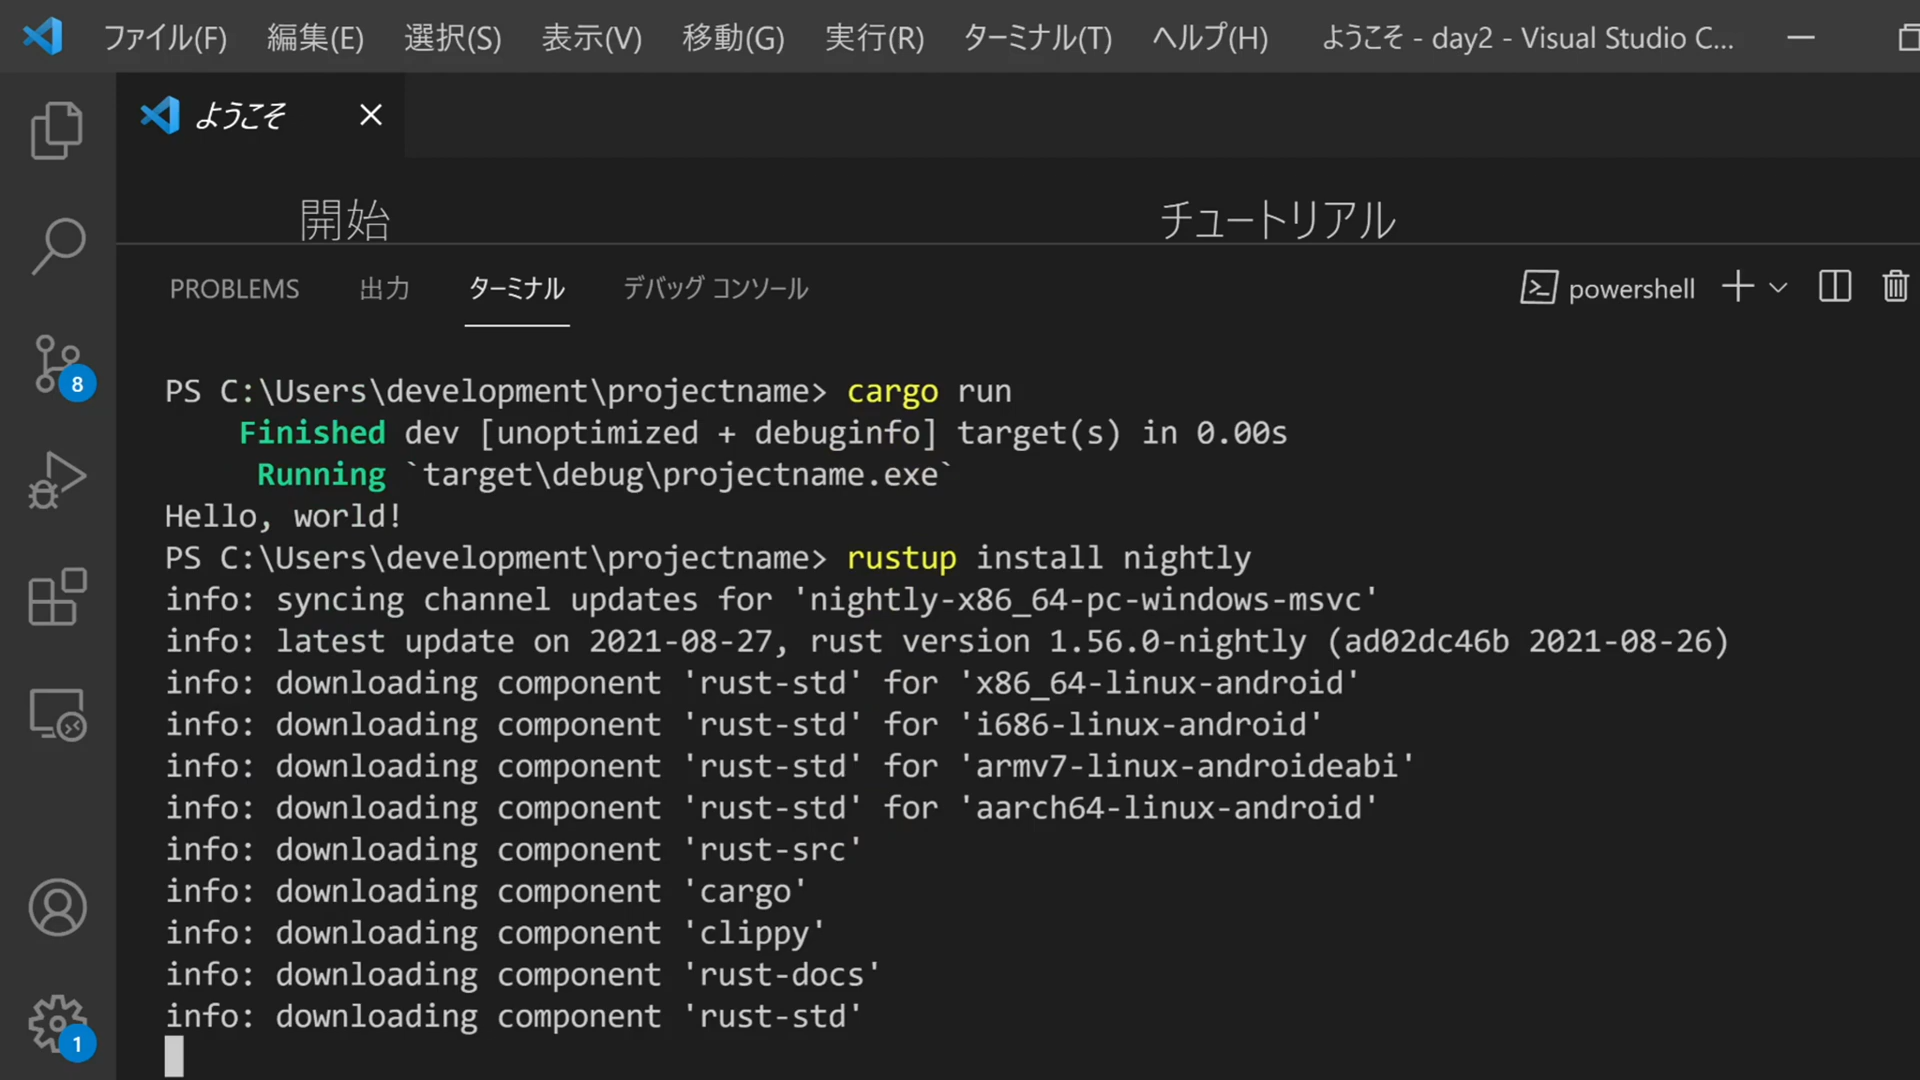 ファイル(F) 編集(E) 選択(S) 表示(V) 移動(G) 実行(R) ターミナル(T) ヘルプ(H) ようこそ - day2 - Visual Studio C...
ようこそ
開始 チュートリアル
PROBLEMS 出力 ターミナル デバッグ コンソール powershell
PS C:\Users\development\projectname> cargo run
Finished dev [unoptimized + debuginfo] target(s) in 0.00s
Running `target\debug\projectname.exe`
Hello, world!
PS C:\Users\development\projectname> rustup install nightly
info: syncing channel updates for 'nightly-x86_64-pc-windows-msvc'
info: latest update on 2021-08-27, rust version 1.56.0-nightly (ad02dc46b 2021-08-26)
info: downloading component 'rust-std' for 'x86_64-linux-android'
info: downloading component 'rust-std' for 'i686-linux-android'
info: downloading component 'rust-std' for 'armv7-linux-androideabi'
info: downloading component 'rust-std' for 'aarch64-linux-android'
info: downloading component 'rust-src'
info: downloading component 'cargo'
info: downloading component 'clippy'
info: downloading component 'rust-docs'
info: downloading component 'rust-std'
8
1